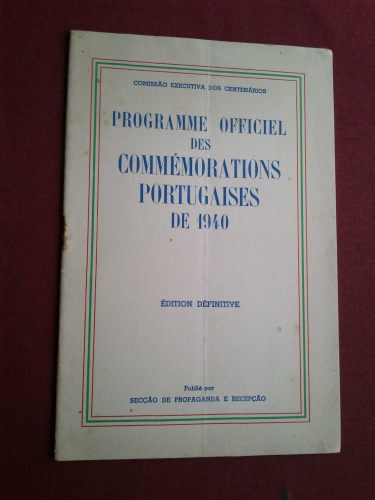 COMISSÃO EXECUTIVA DOS CENTENÁRIOS
PROGRAMME OFFICIEL
DES
COMMÉMORATIONS
PORTUGAISES
DE 1940
ÉDITION DÉFINITIVE
Publié par
SECÇÃO DE PROPAGANDA E RECEPÇÃO